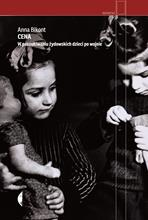 Anna Bikont
CENA
W poszukiwaniu żydowskich dzieci po wojnie